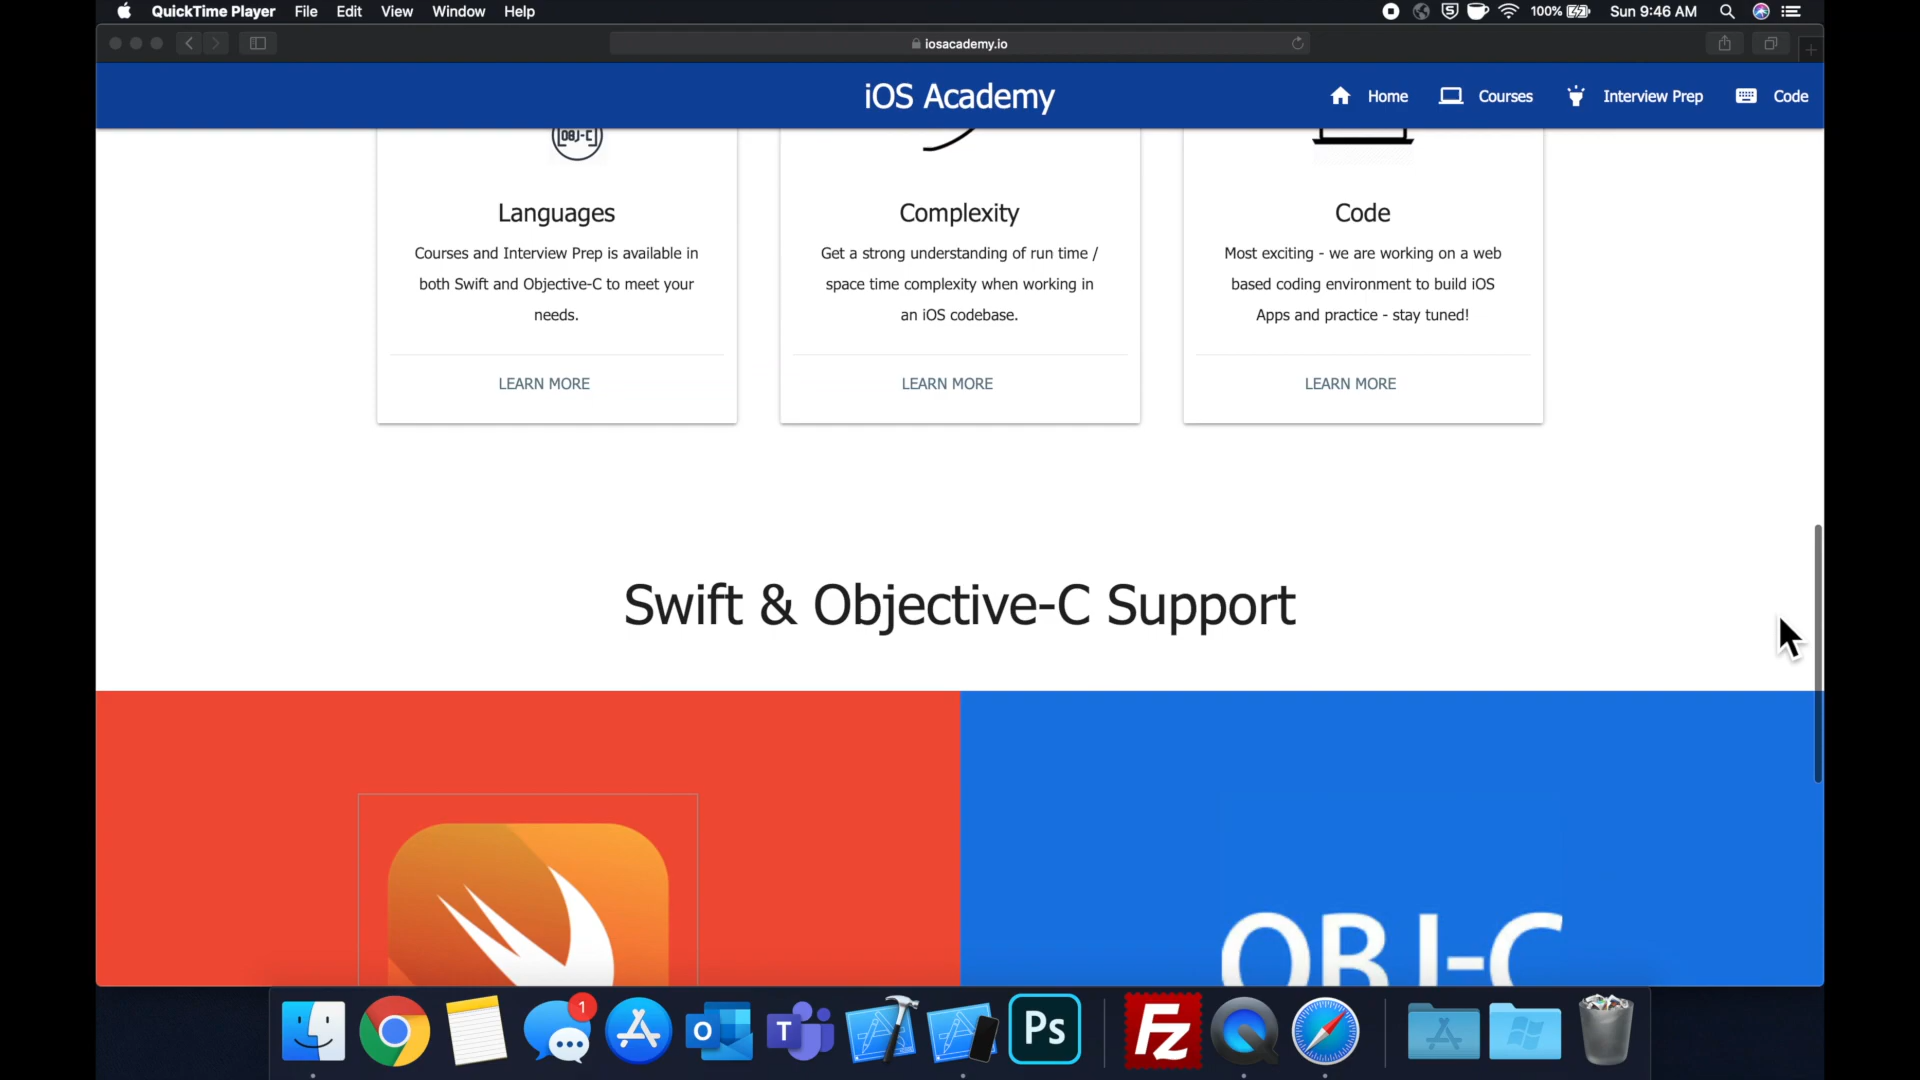 QuickTime Player File Edit View Window Help 100% Sun 9:46 AM
iosacademy.io
iOS Academy
Home Courses Interview Prep Code
[OBJ-C]
Languages
Courses and Interview Prep is available in
both Swift and Objective-C to meet your
needs.
LEARN MORE
Complexity
Get a strong understanding of run time /
space time complexity when working in
an iOS codebase.
LEARN MORE
Code
Most exciting - we are working on a web
based coding environment to build iOS
Apps and practice - stay tuned!
LEARN MORE
Swift & Objective-C Support
OBJ-C
1
O
T
Ps
Fz